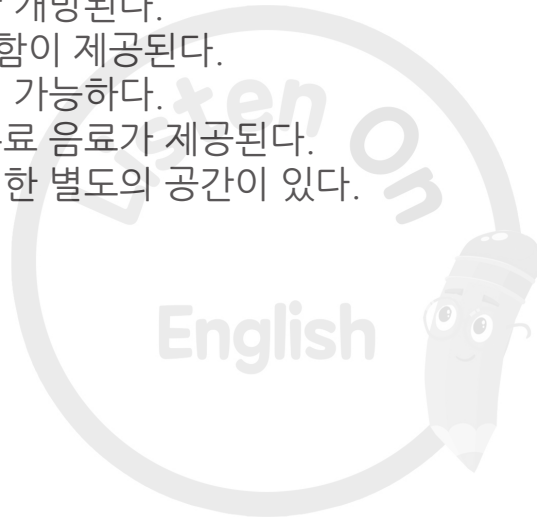 개방된다.
함이 제공된다.
가능하다.
료 음료가 제공된다.
한 별도의 공간이 있다.
Listen On
English